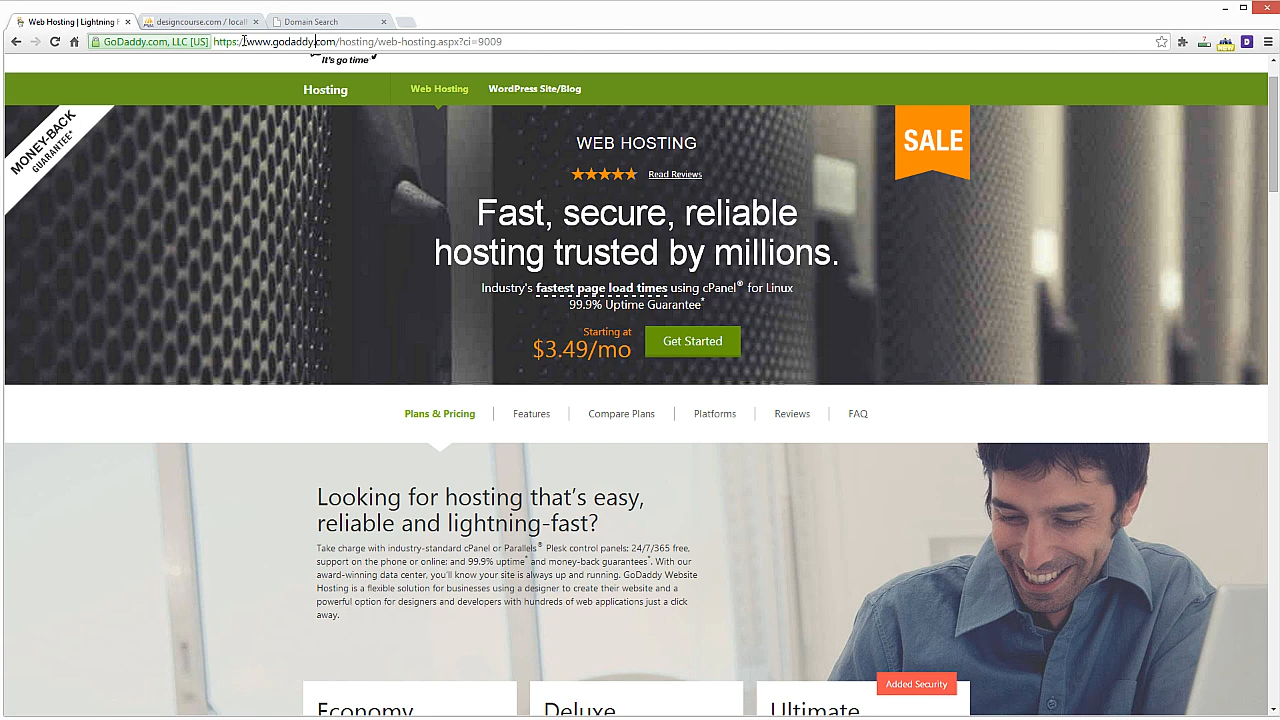 Web Hosting | Lightning F
designcourse.com / locall
Domain Search
GoDaddy.com, LLC [US]
https://www.godaddy.com/hosting/web-hosting.aspx?ci=9009
It's go time
Hosting
Web Hosting
WordPress Site/Blog
MONEY-BACK
GUARANTEE*
SALE
WEB HOSTING
Read Reviews
Fast, secure, reliable
hosting trusted by millions.
Industry's fastest page load times using cPanel® for Linux
99.9% Uptime Guarantee*
Starting at
$3.49/mo
Get Started
Plans & Pricing
Features
Compare Plans
Platforms
Reviews
FAQ
Looking for hosting that's easy,
reliable and lightning-fast?
Take charge with industry-standard cPanel or Parallels® Plesk control panels; 24/7/365 free,
support on the phone or online; and 99.9% uptime* and money-back guarantees*. With our
award-winning data center, you'll know your site is always up and running. GoDaddy Website
Hosting is a flexible solution for businesses using a designer to create their website and a
powerful option for designers and developers with hundreds of web applications just a click
away.
Added Security
Economy
Deluxe
Ultimate